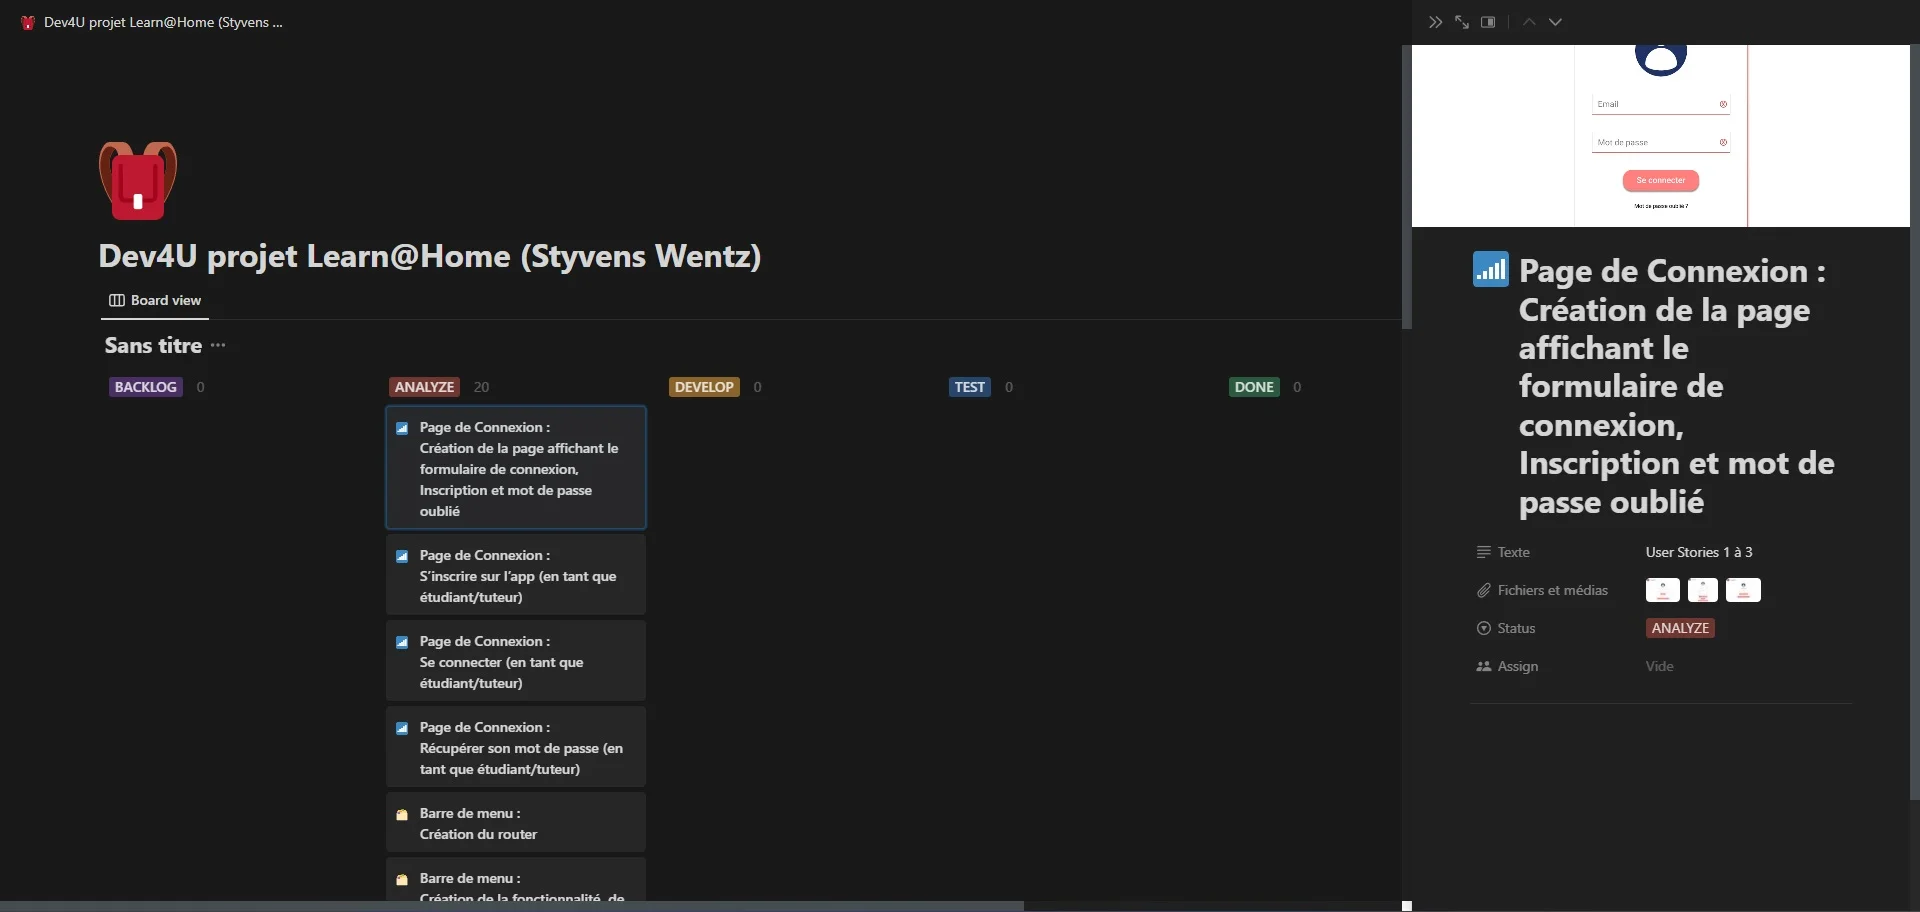 Dev4U projet Learn@Home (Styvens ...
Dev4U projet Learn@Home (Styvens Wentz)
Board view
Sans titre ...
BACKLOG 0
ANALYZE 20
DEVELOP 0
TEST 0
DONE 0
Page de Connexion :
Création de la page affichant le
formulaire de connexion,
Inscription et mot de passe
oublié
Page de Connexion :
S’inscrire sur l’app (en tant que
étudiant/tuteur)
Page de Connexion :
Se connecter (en tant que
étudiant/tuteur)
Page de Connexion :
Récupérer son mot de passe (en
tant que étudiant/tuteur)
Barre de menu :
Création du router
Barre de menu :
Création de la fonctionnalité, de
Email
Mot de passe
Se connecter
Mot de passe oublié ?
Page de Connexion :
Création de la page
affichant le
formulaire de
connexion,
Inscription et mot de
passe oublié
Texte User Stories 1 à 3
Fichiers et médias
Status ANALYZE
Assign Vide